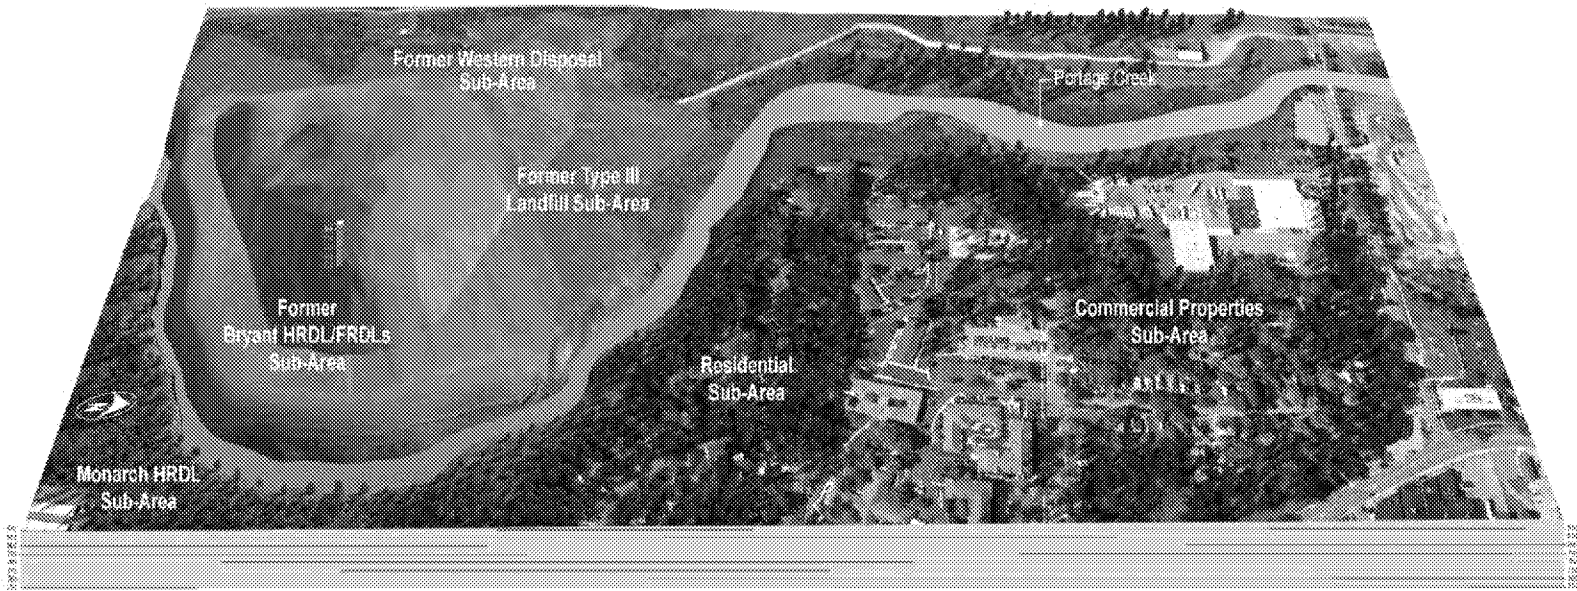 Former Western Disposal
Sub-Area
Portage Creek
Former Type III
Landfill Sub-Area
Former
Bryant HRDL/FRDLs
Sub-Area
Commercial Properties
Sub-Area
Residential
Sub-Area
Monarch HRDL
Sub-Area